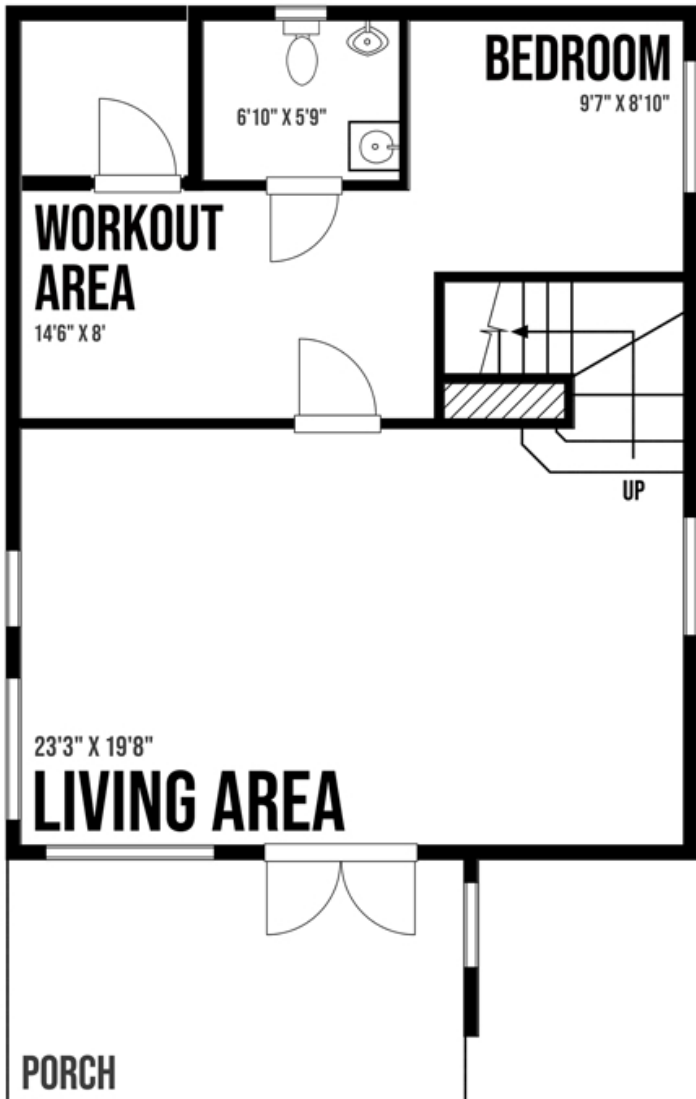 BEDROOM
9'7" X 8'10"
6'10" X 5'9"
WORKOUT
AREA
14'6" X 8'
UP
23'3" X 19'8"
LIVING AREA
PORCH